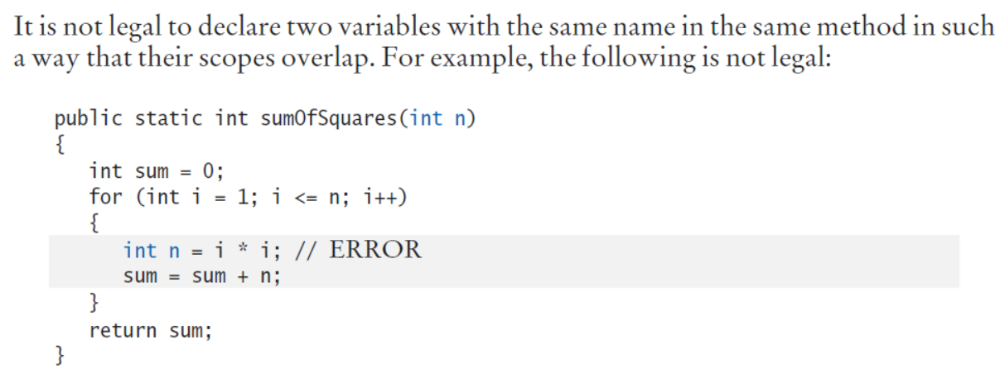 It is not legal to declare two variables with the same name in the same method in such
a way that their scopes overlap. For example, the following is not legal:
public static int sumOfSquares(int n)
{
int sum = 0;
for (int i = 1; i <= n; i++)
{
int n = i * i; // ERROR
sum = sum + n;
}
return sum;
}